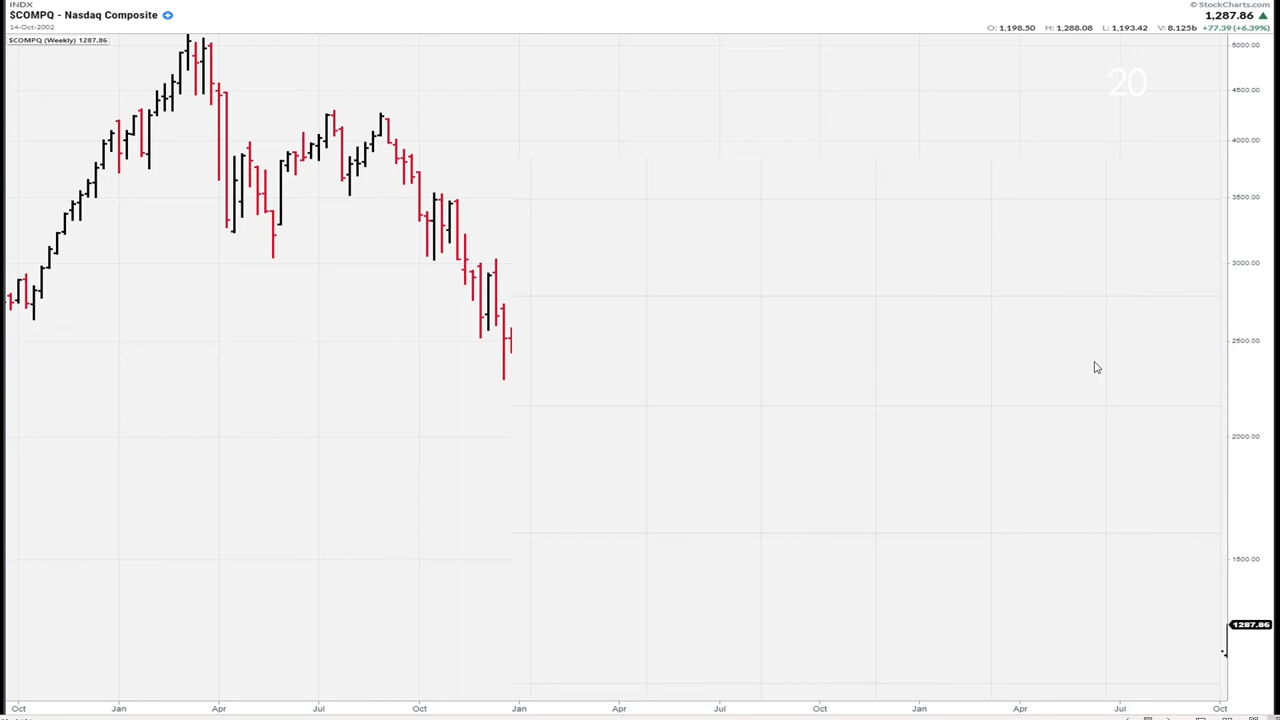 INDX
© StockCharts.com
$COMPQ - Nasdaq Composite
1,287.86
14-Oct-2002
O: 1,198.50 H: 1,288.08 L: 1,193.42 V: 8.125b +77.39 (+6.39%)
$COMPQ (Weekly) 1287.86
20
5000.00
4500.00
4000.00
3500.00
3000.00
2500.00
2000.00
1500.00
1287.86
Oct Jan Apr Jul Oct Jan Apr Jul Oct Jan Apr Jul Oct